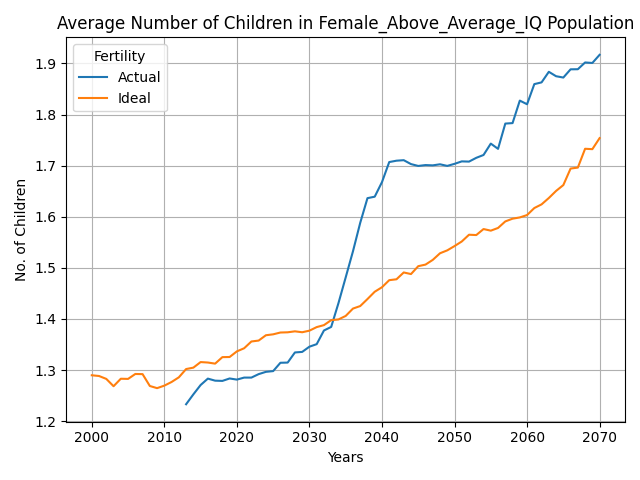 Average Number of Children in Female_Above_Average_IQ Population
Fertility
Actual
Ideal
No. of Children
1.9
1.8
1.7
1.6
1.5
1.4
1.3
1.2
2000 2010 2020 2030 2040 2050 2060 2070
Years